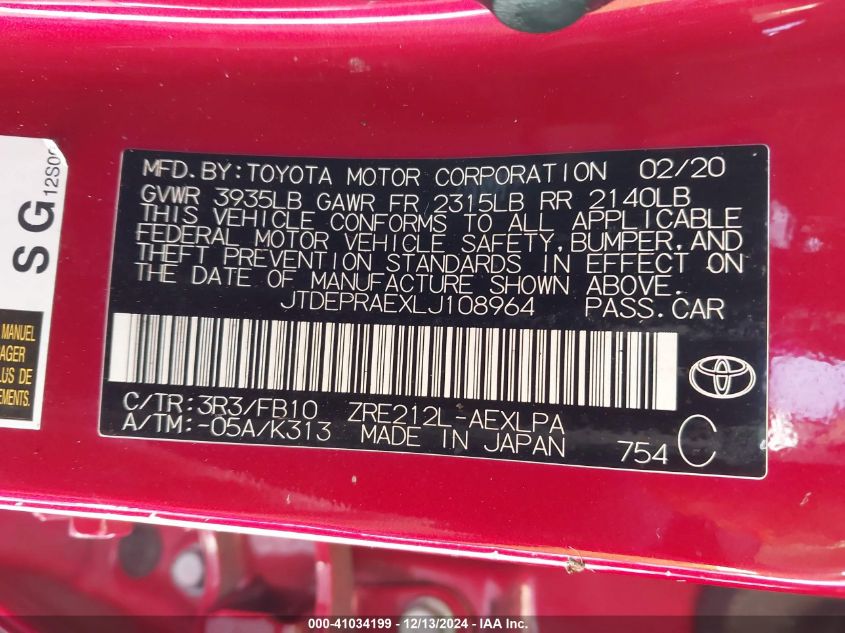 MFD. BY: TOYOTA MOTOR CORPORATION 02/20
GVWR 3935LB GAWR FR 2315LB RR 2140LB
THIS VEHICLE CONFORMS TO ALL APPLICABLE
FEDERAL MOTOR VEHICLE SAFETY, BUMPER, AND
THEFT PREVENTION STANDARDS IN EFFECT ON
THE DATE OF MANUFACTURE SHOWN ABOVE.
JTDEPRAEXLJ108964 PASS.CAR
C/TR: 3R3/FB10 ZRE212L-AEXLPA
A/TM: -05A/K313 MADE IN JAPAN 754 C
SG
MANUEL
US DE
000-41034199 - 12/13/2024 - IAA Inc.